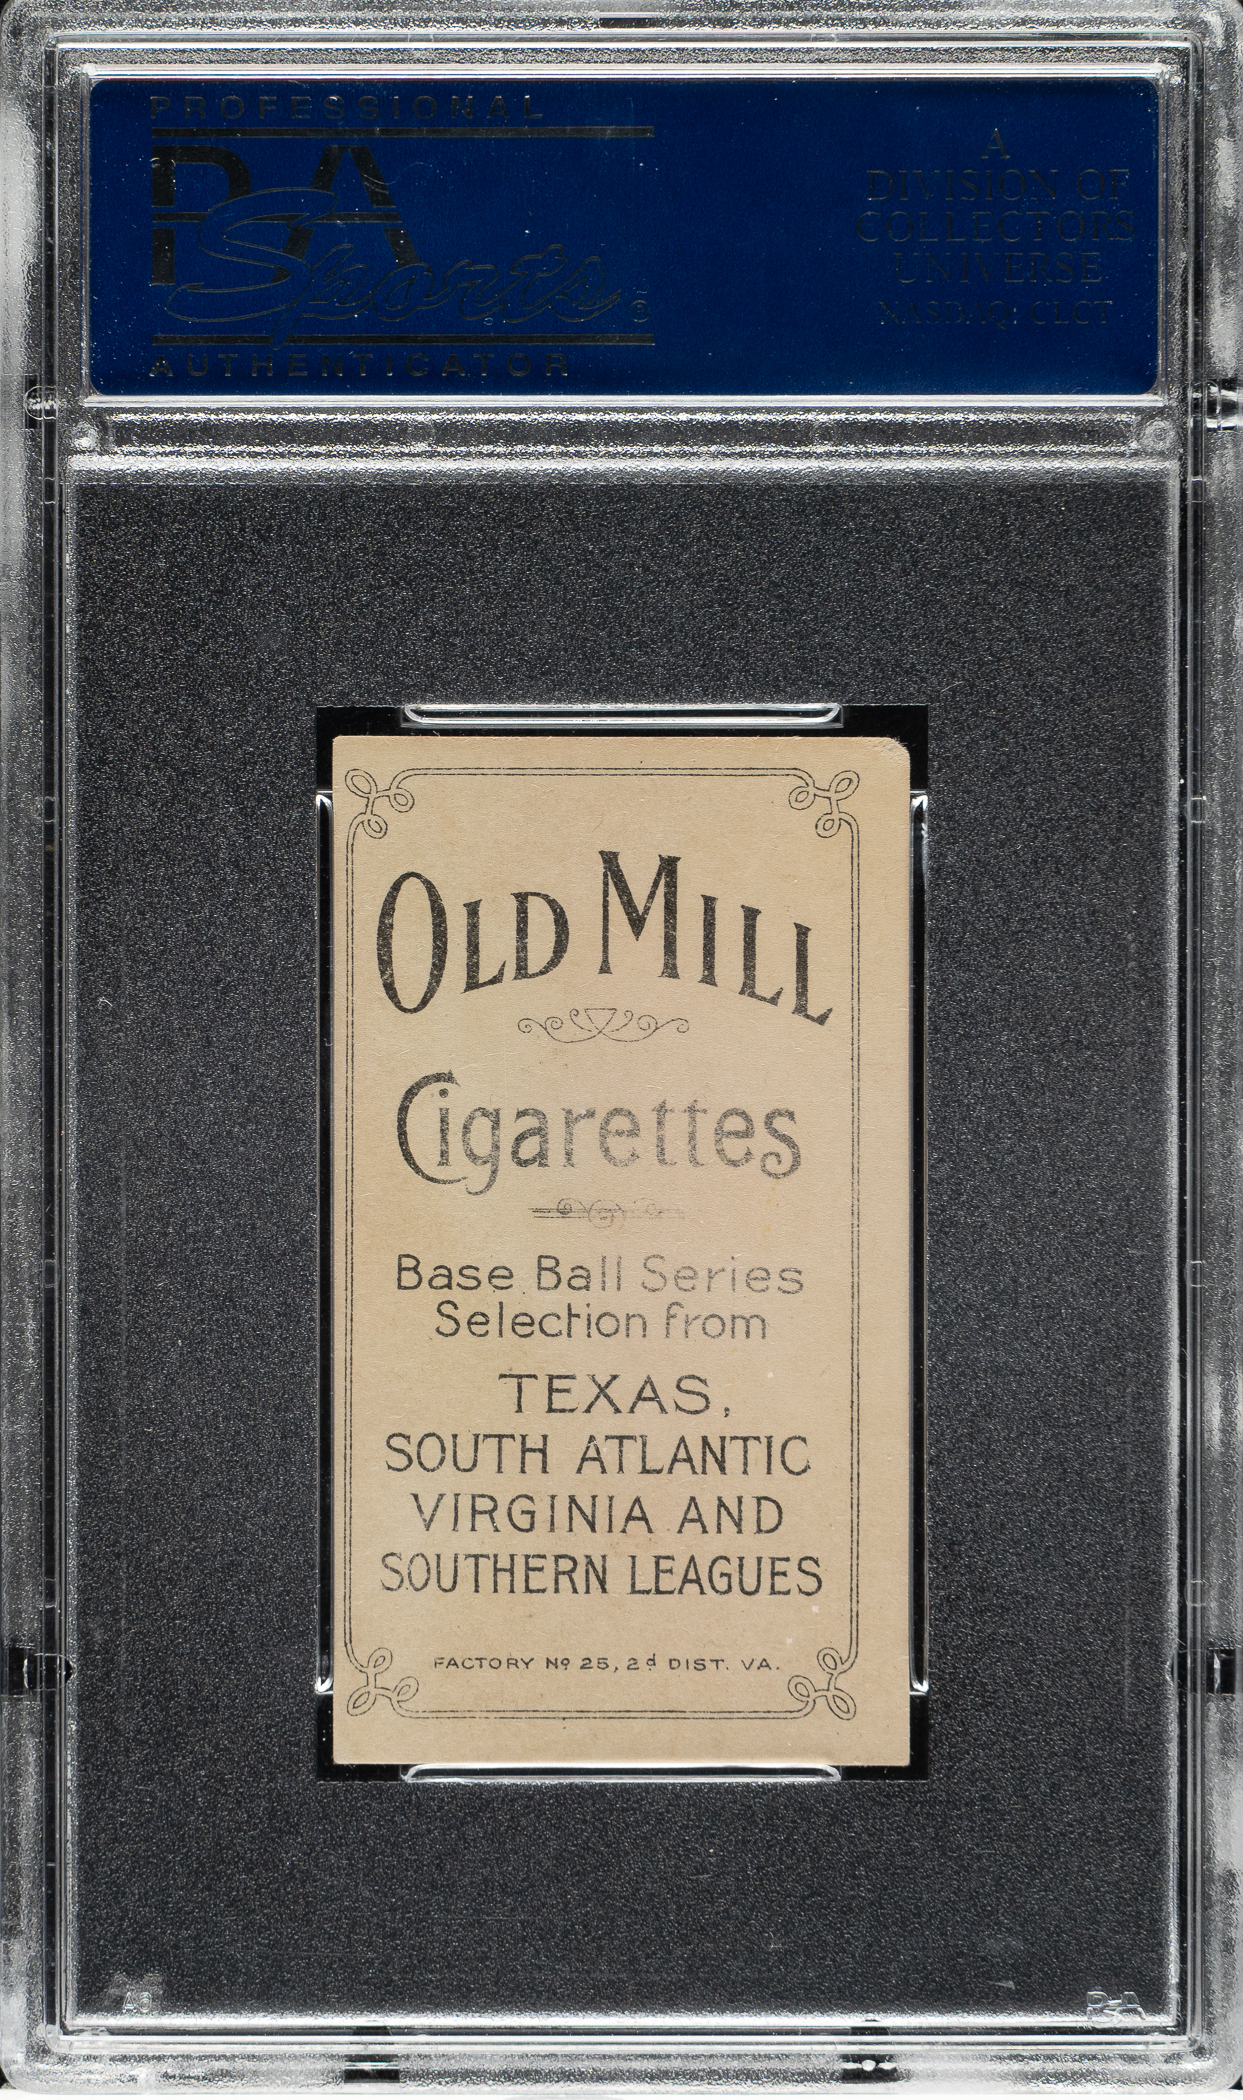 PROFESSIONAL
PSA
Sports ®
AUTHENTICATOR
A
DIVISION OF
COLLECTORS
UNIVERSE
NASDAQ: CLCT
OLD MILL
Cigarettes
Base Ball Series
Selection from
TEXAS,
SOUTH ATLANTIC
VIRGINIA AND
SOUTHERN LEAGUES
FACTORY Nº 25, 2d DIST. VA.
PSA